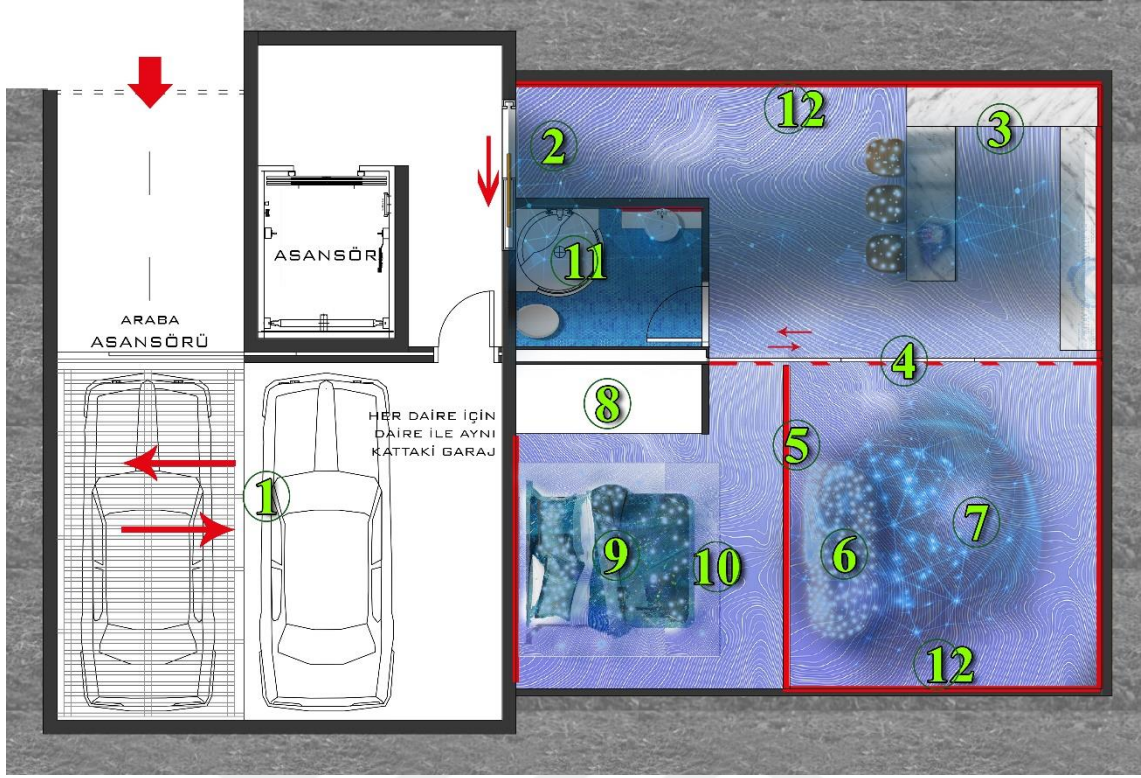 12
3
2
ASANSÖR
11
ARABA
ASANSÖRÜ
4
HER DAİRE İÇİN
DAİRE İLE AYNI
KATTAKİ GARAJ
8
5
1
7
6
9
10
12